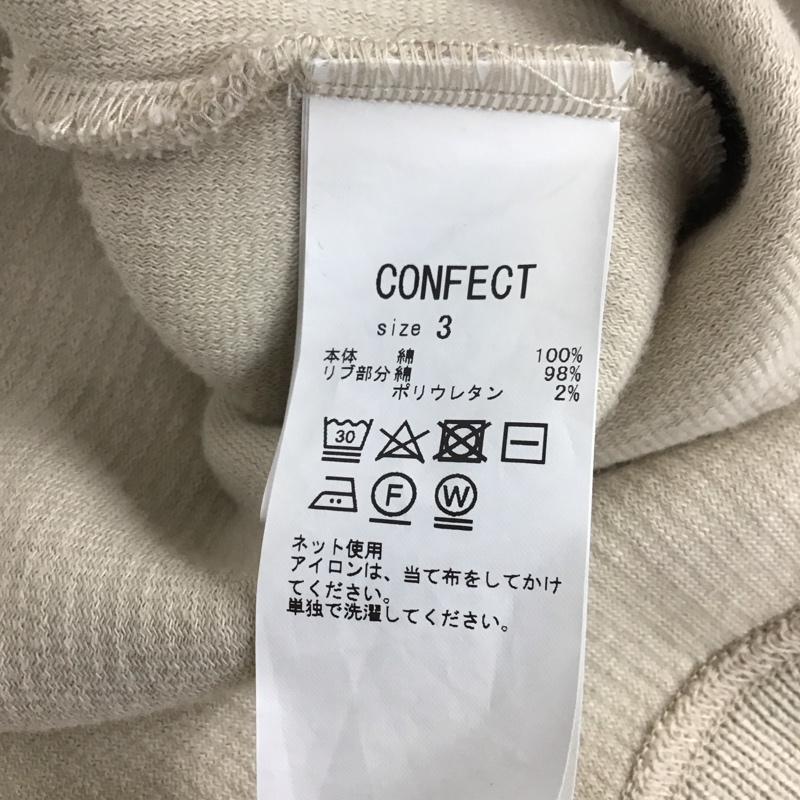 CONFECT
size 3
本体 綿 100%
リブ部分 綿 98%
ポリウレタン 2%
30
F W
ネット使用
アイロンは、当て布をしてかけ
てください。
単独で洗濯してください。